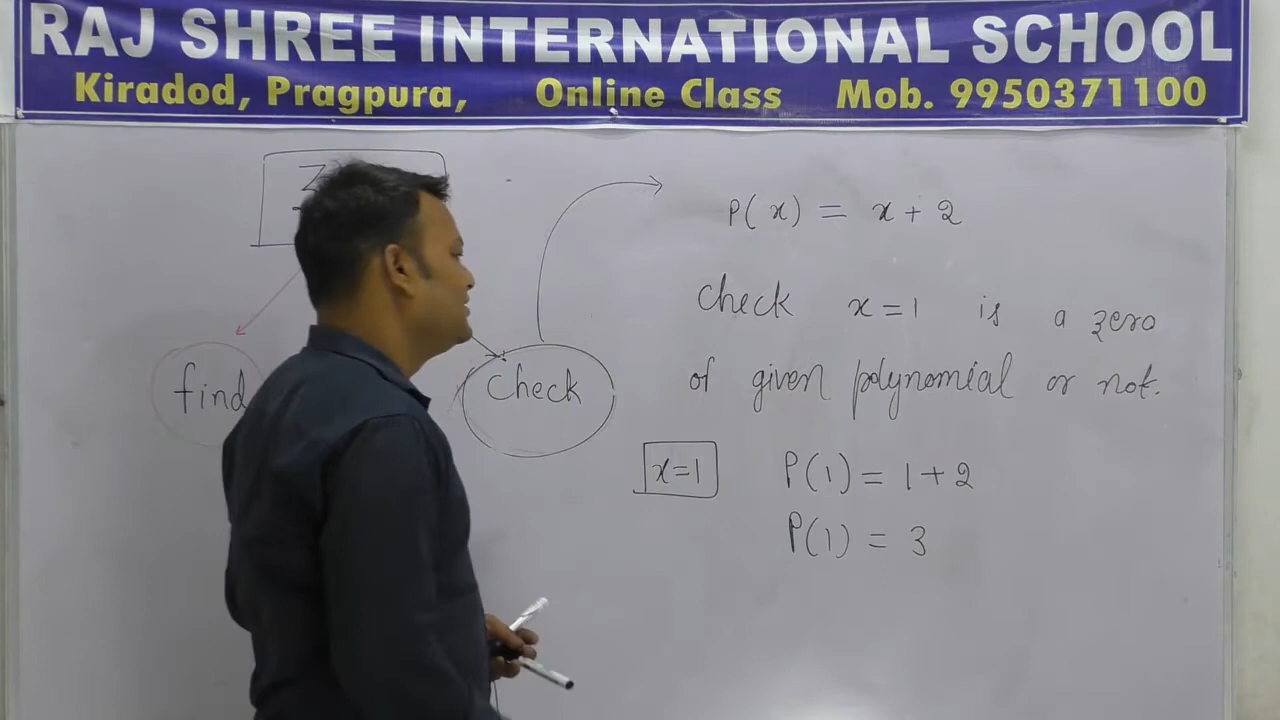 RAJ SHREE INTERNATIONAL SCHOOL
Kiradod, Pragpura, Online Class Mob. 9950371100
P(x) = x + 2
check x=1 is a zero
of given polynomial or not.
find
check
x=1 P(1) = 1+2
P(1) = 3